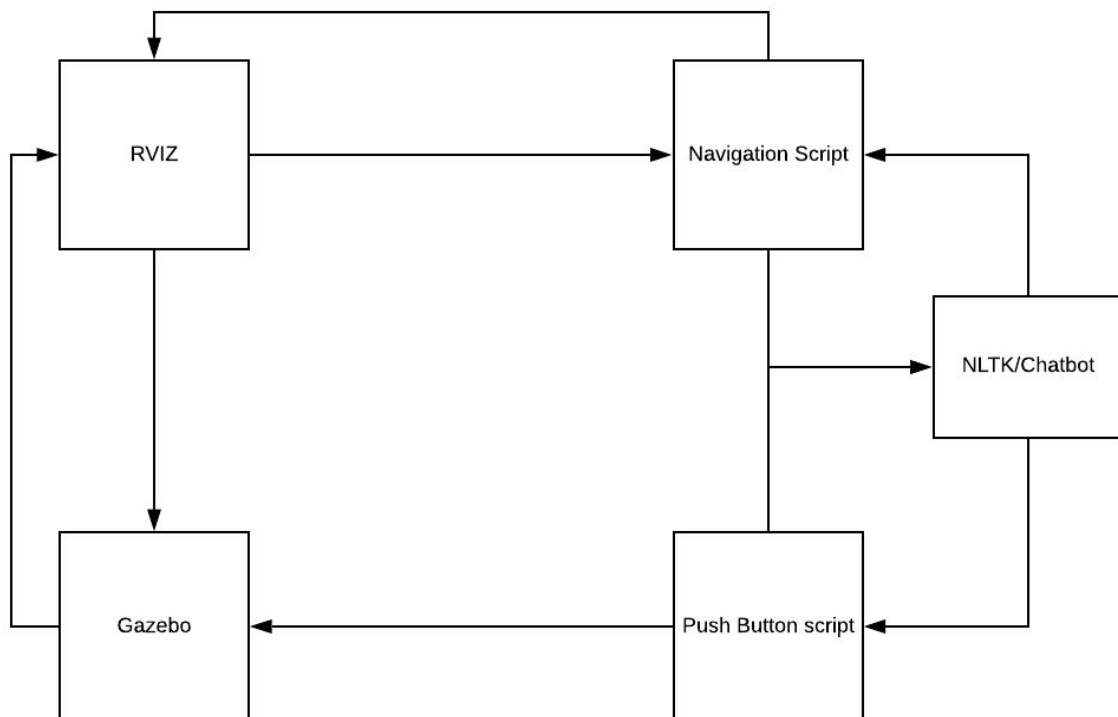 RVIZ
Navigation Script
NLTK/Chatbot
Gazebo
Push Button script